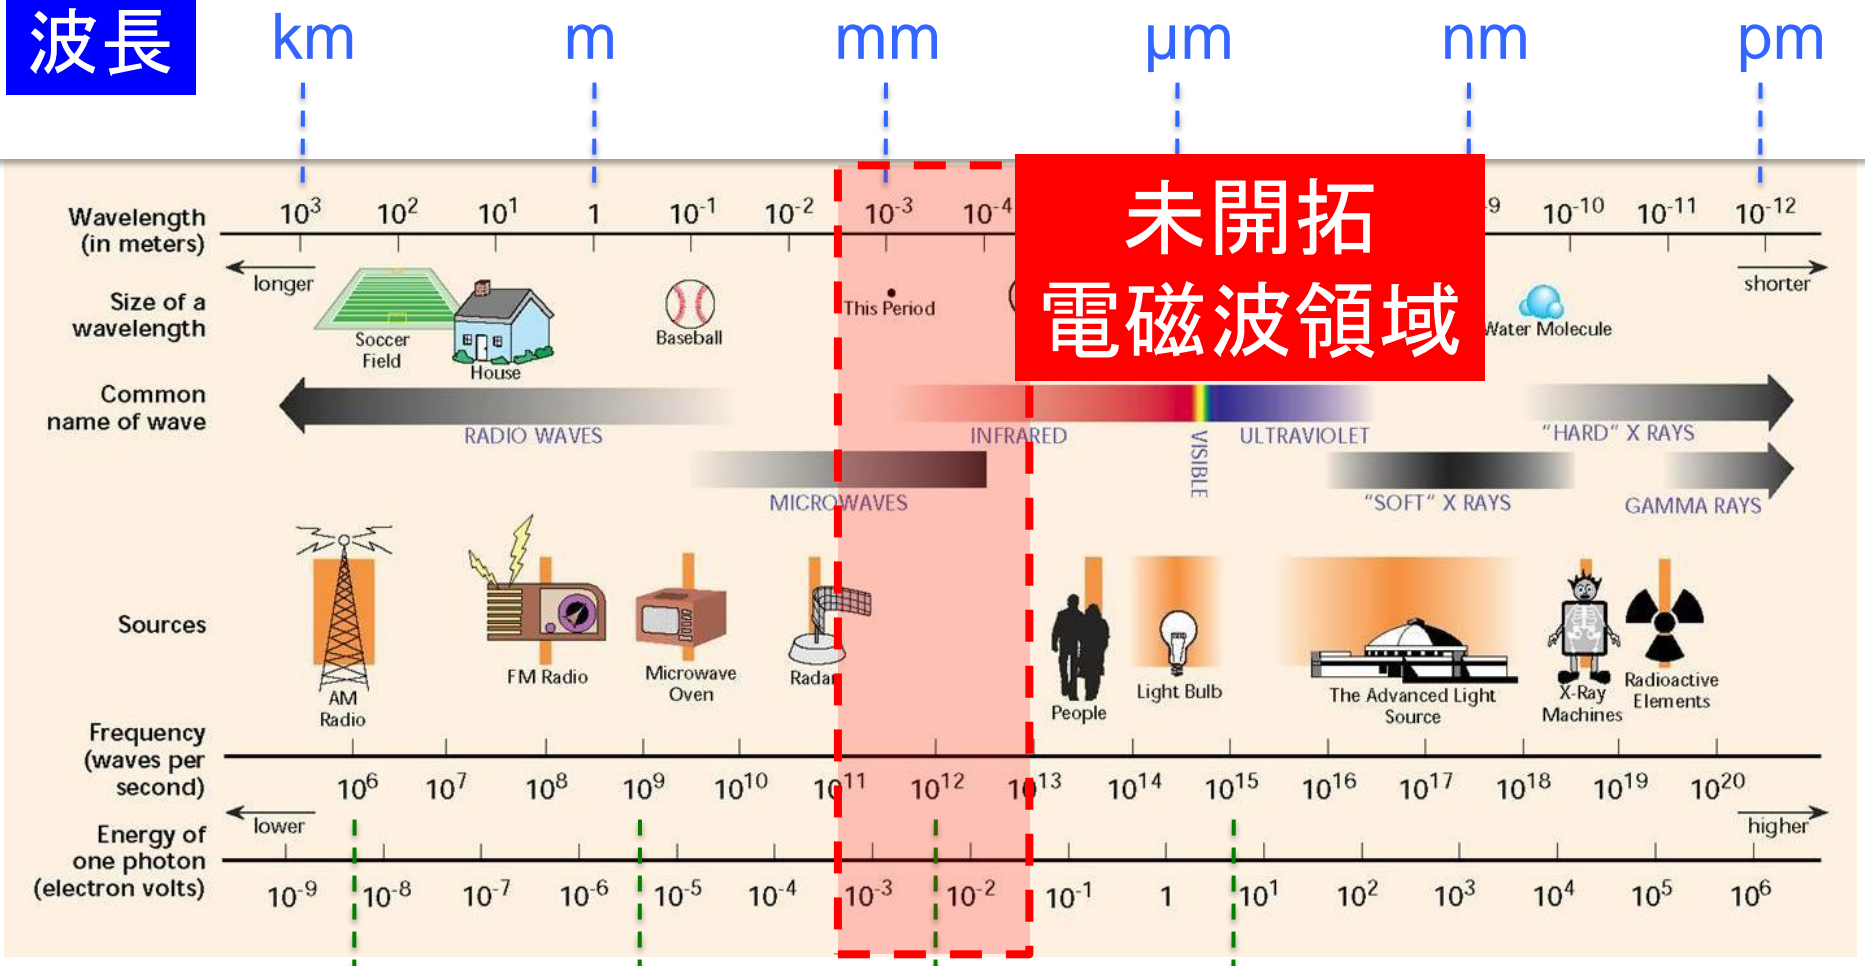 波長 km m mm µm nm pm
未開拓
電磁波領域
Wavelength
(in meters)
10³ 10² 10¹ 1 10⁻¹ 10⁻² 10⁻³ 10⁻⁴ ⁻⁹ 10⁻¹⁰ 10⁻¹¹ 10⁻¹²
longer
shorter
Size of a
wavelength
Soccer
Field
House
Baseball
This Period
Water Molecule
Common
name of wave
RADIO WAVES
INFRARED
VISIBLE
ULTRAVIOLET
"HARD" X RAYS
MICROWAVES
"SOFT" X RAYS
GAMMA RAYS
Sources
AM
Radio
FM Radio
Microwave
Oven
Radar
People
Light Bulb
The Advanced Light
Source
X-Ray
Machines
Radioactive
Elements
Frequency
(waves per
second)
10⁶ 10⁷ 10⁸ 10⁹ 10¹⁰ 10¹¹ 10¹² 10¹³ 10¹⁴ 10¹⁵ 10¹⁶ 10¹⁷ 10¹⁸ 10¹⁹ 10²⁰
lower
higher
Energy of
one photon
(electron volts)
10⁻⁹ 10⁻⁸ 10⁻⁷ 10⁻⁶ 10⁻⁵ 10⁻⁴ 10⁻³ 10⁻² 10⁻¹ 1 10¹ 10² 10³ 10⁴ 10⁵ 10⁶